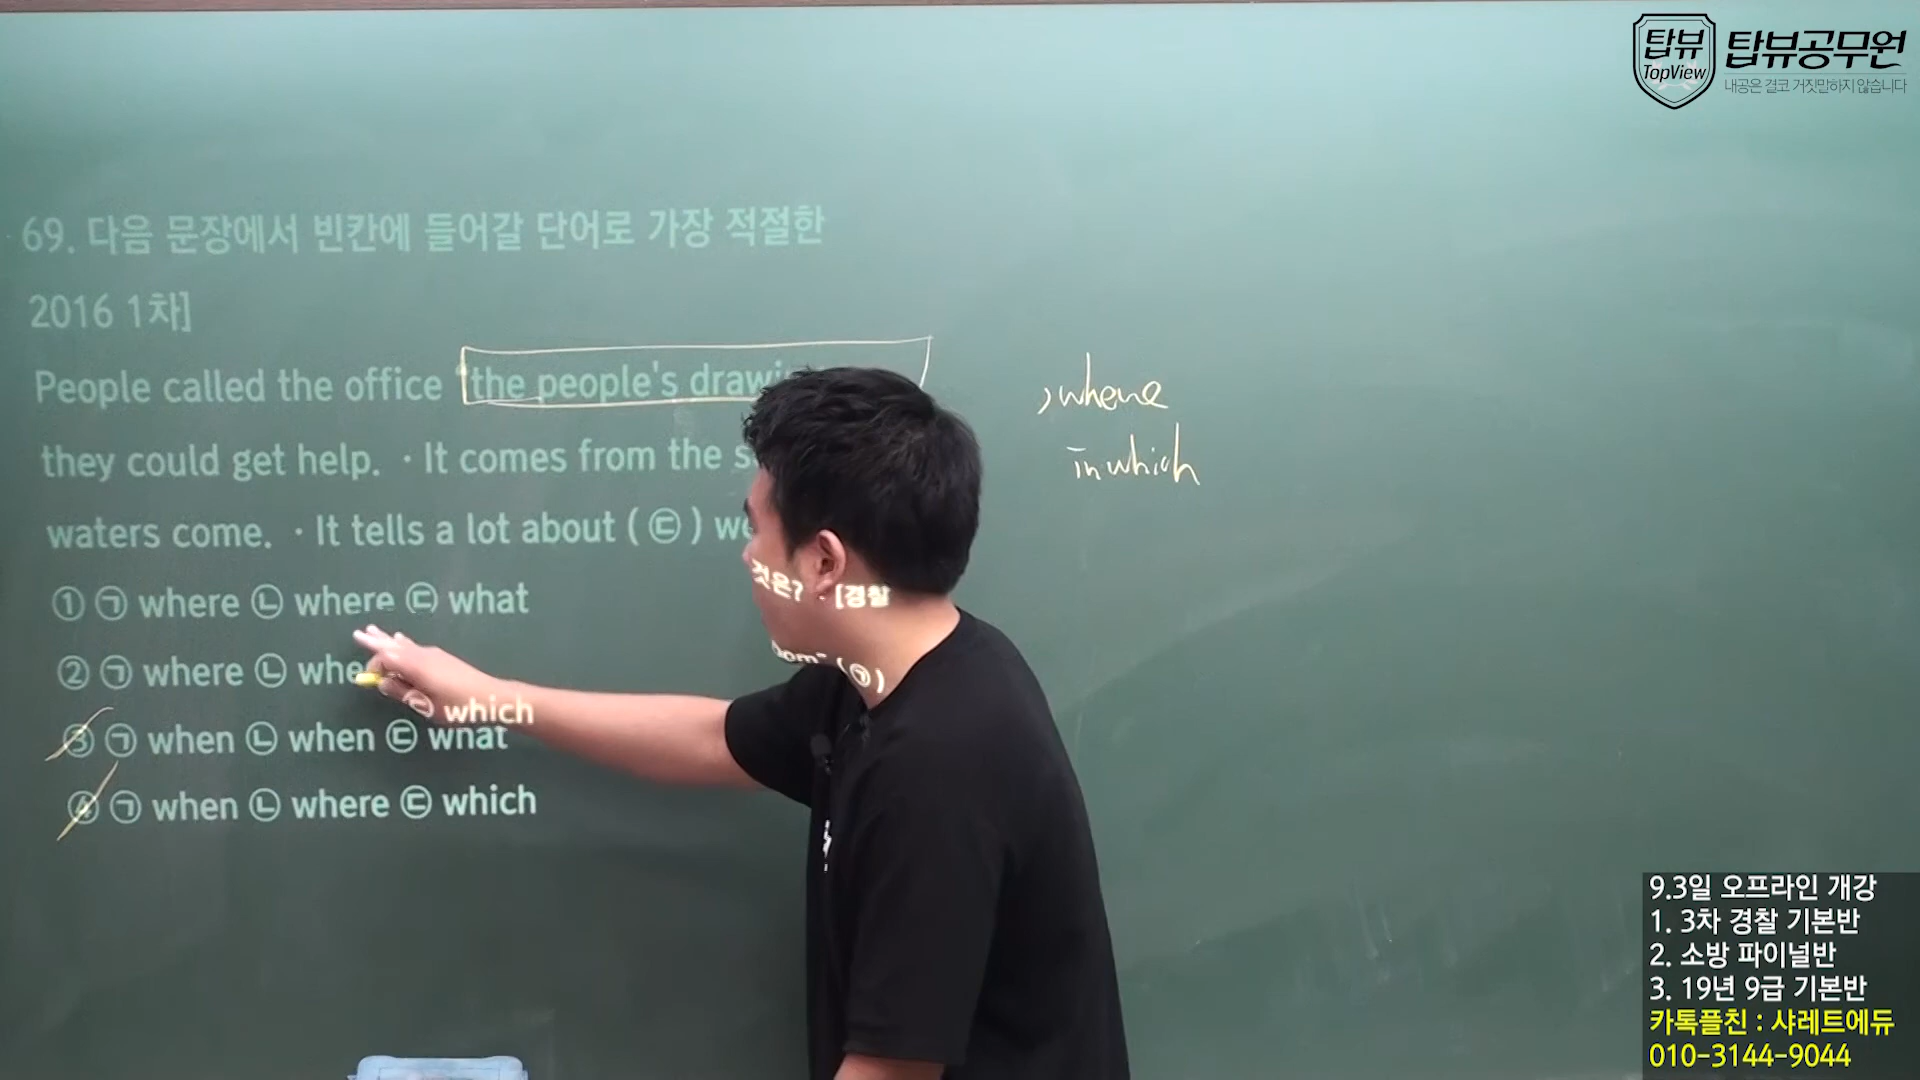 탑뷰
TopView
탑뷰공무원
내공은 결코 거짓말하지 않습니다
69. 다음 문장에서 빈칸에 들어갈 단어로 가장 적절한
것은? [경찰
2016 1차]
People called the office "the people's
(㉠)
they could get help. · It comes from the
waters come. · It tells a lot about (㉢)
① ㉠ where ㉡ where ㉢ what
② ㉠ where ㉡ ㉢ which
③ ㉠ when ㉡ when ㉢ what
④ ㉠ when ㉡ where ㉢ which
, where
in which
9.3일 오프라인 개강
1. 3차 경찰 기본반
2. 소방 파이널반
3. 19년 9급 기본반
카톡플친 : 샤레트에듀
010-3144-9044